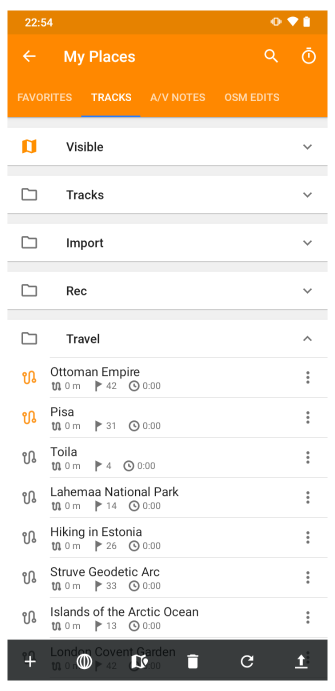 22:54
My Places
FAVORITES TRACKS A/V NOTES OSM EDITS
Visible
Tracks
Import
Rec
Travel
Ottoman Empire
0 m 42 0:00
Pisa
0 m 31 0:00
Toila
0 m 4 0:00
Lahemaa National Park
0 m 14 0:00
Hiking in Estonia
0 m 26 0:00
Struve Geodetic Arc
0 m 33 0:00
Islands of the Arctic Ocean
0 m 13 0:00
London Covent Garden
0 m 42 0:00